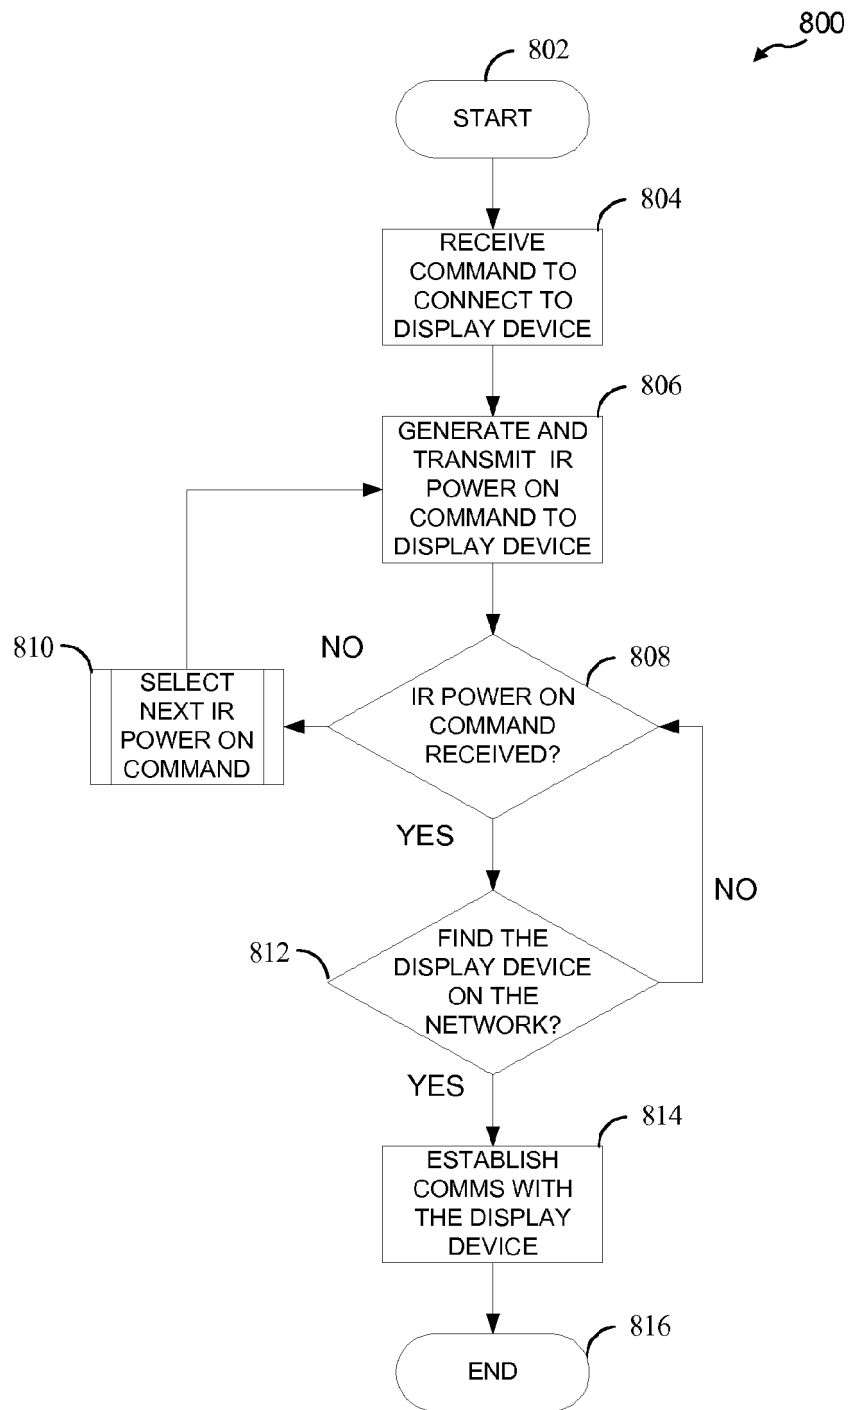 800
802
START
804
RECEIVE
COMMAND TO
CONNECT TO
DISPLAY DEVICE
806
GENERATE AND
TRANSMIT IR
POWER ON
COMMAND TO
DISPLAY DEVICE
810
NO
808
SELECT
NEXT IR
POWER ON
COMMAND
IR POWER ON
COMMAND
RECEIVED?
YES
NO
812
FIND THE
DISPLAY DEVICE
ON THE
NETWORK?
YES
814
ESTABLISH
COMMS WITH
THE DISPLAY
DEVICE
816
END